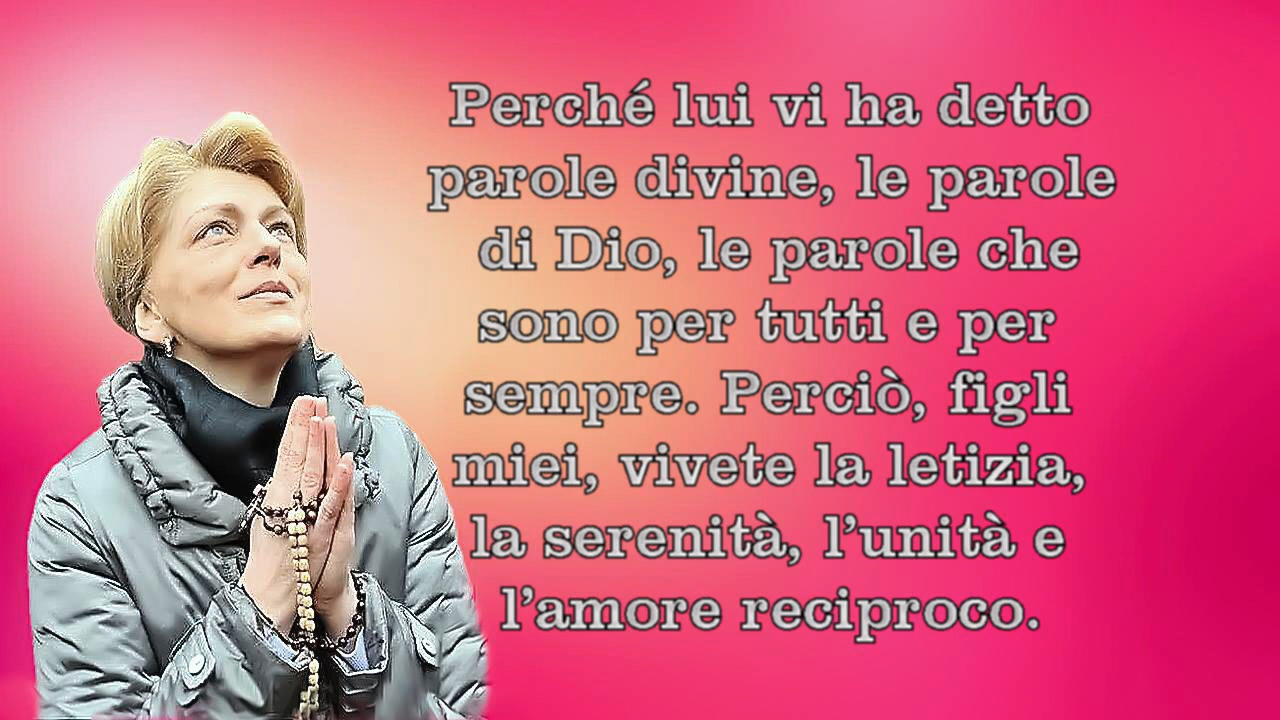 Perché lui vi ha detto
parole divine, le parole
di Dio, le parole che
sono per tutti e per
sempre. Perciò, figli
miei, vivete la letizia,
la serenità, l’unità e
l’amore reciproco.